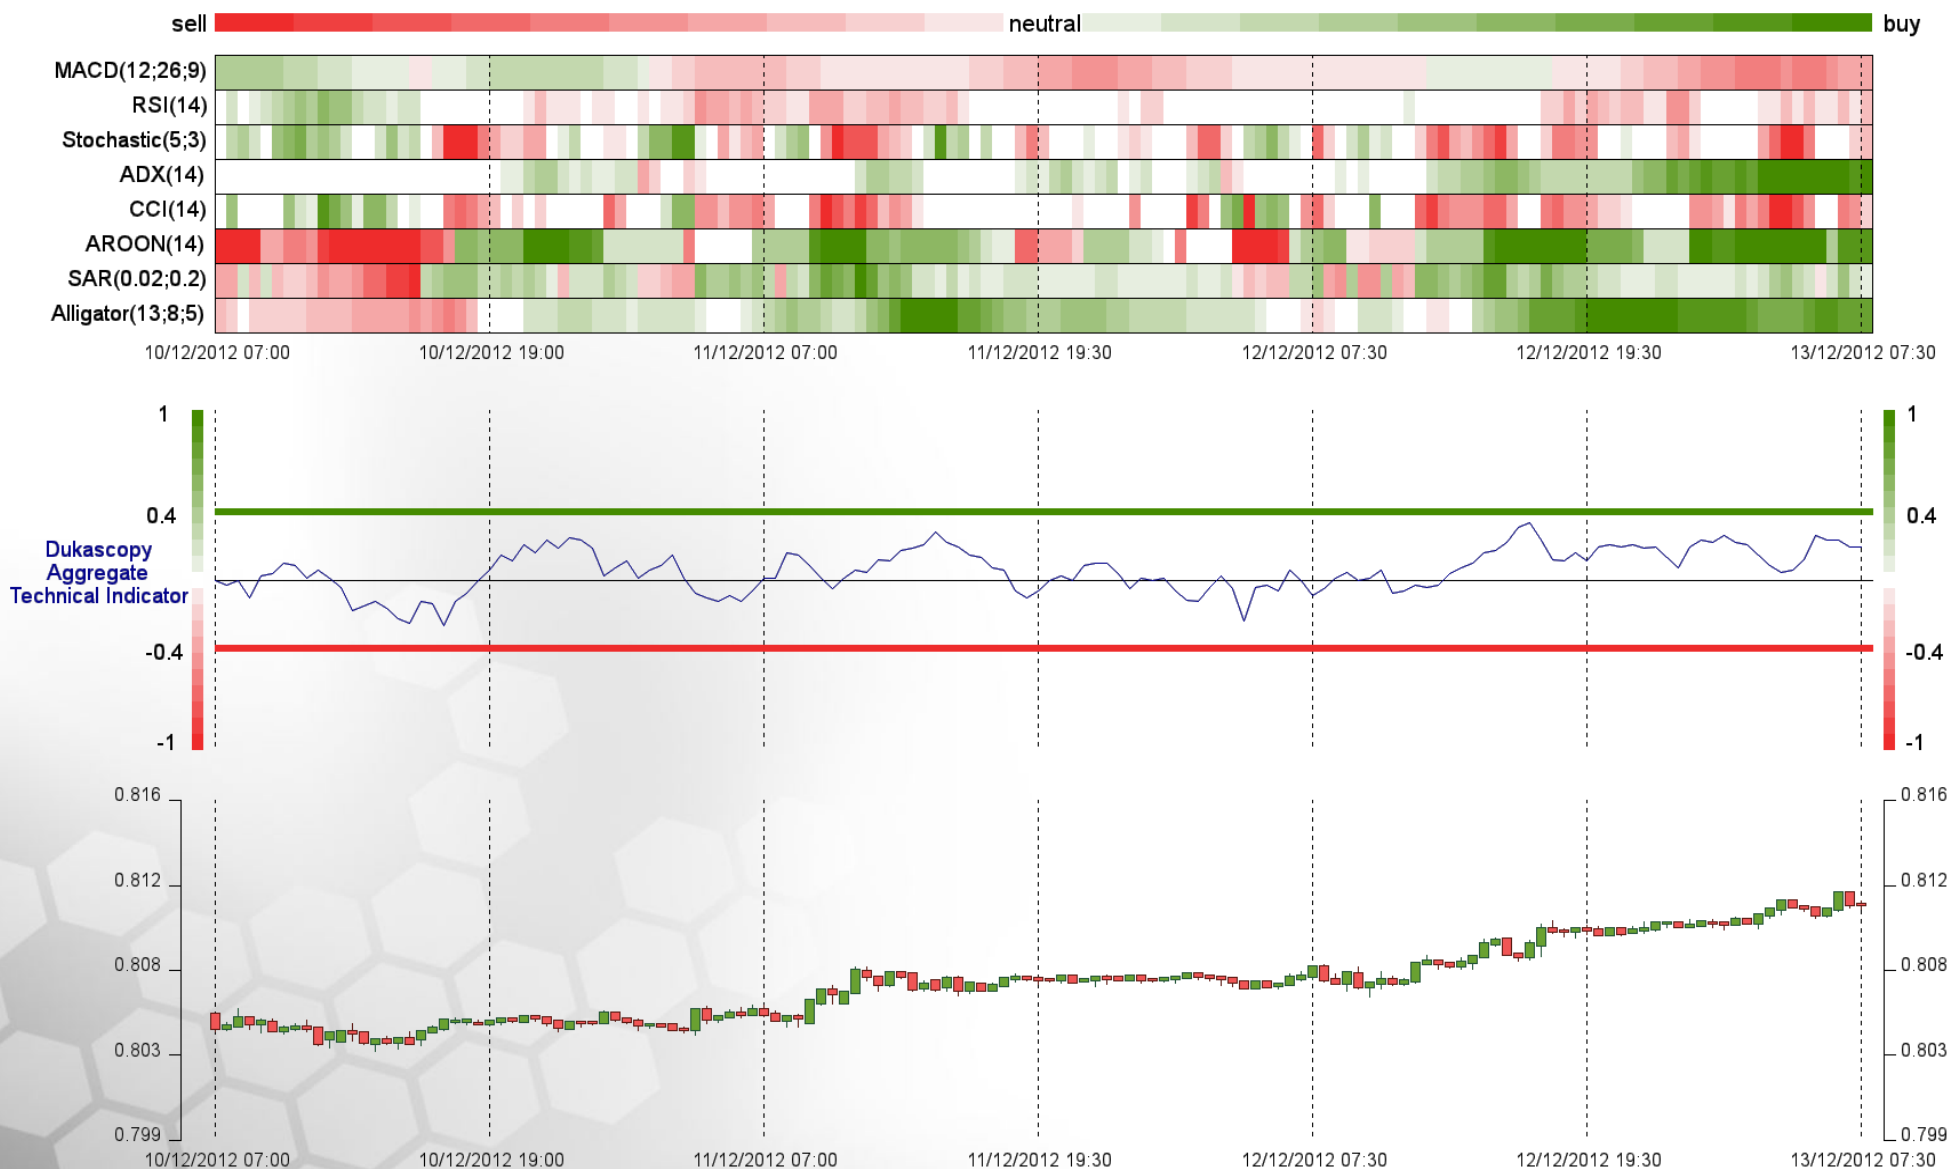 sell neutral buy
MACD(12;26;9)
RSI(14)
Stochastic(5;3)
ADX(14)
CCI(14)
AROON(14)
SAR(0.02;0.2)
Alligator(13;8;5)
10/12/2012 07:00 10/12/2012 19:00 11/12/2012 07:00 11/12/2012 19:30 12/12/2012 07:30 12/12/2012 19:30 13/12/2012 07:30
1 1
0.4 0.4
Dukascopy
Aggregate
Technical Indicator
-0.4 -0.4
-1 -1
0.816 0.816
0.812 0.812
0.808 0.808
0.803 0.803
0.799 0.799
10/12/2012 07:00 10/12/2012 19:00 11/12/2012 07:00 11/12/2012 19:30 12/12/2012 07:30 12/12/2012 19:30 13/12/2012 07:30